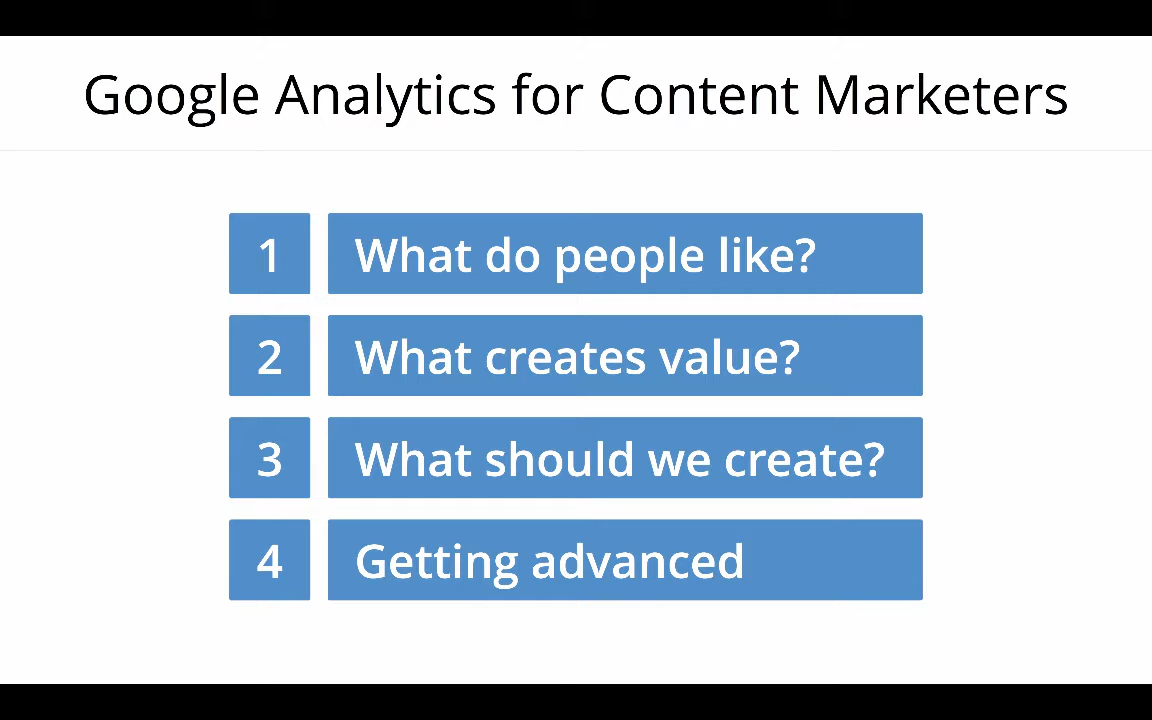 Google Analytics for Content Marketers
1 What do people like?
2 What creates value?
3 What should we create?
4 Getting advanced